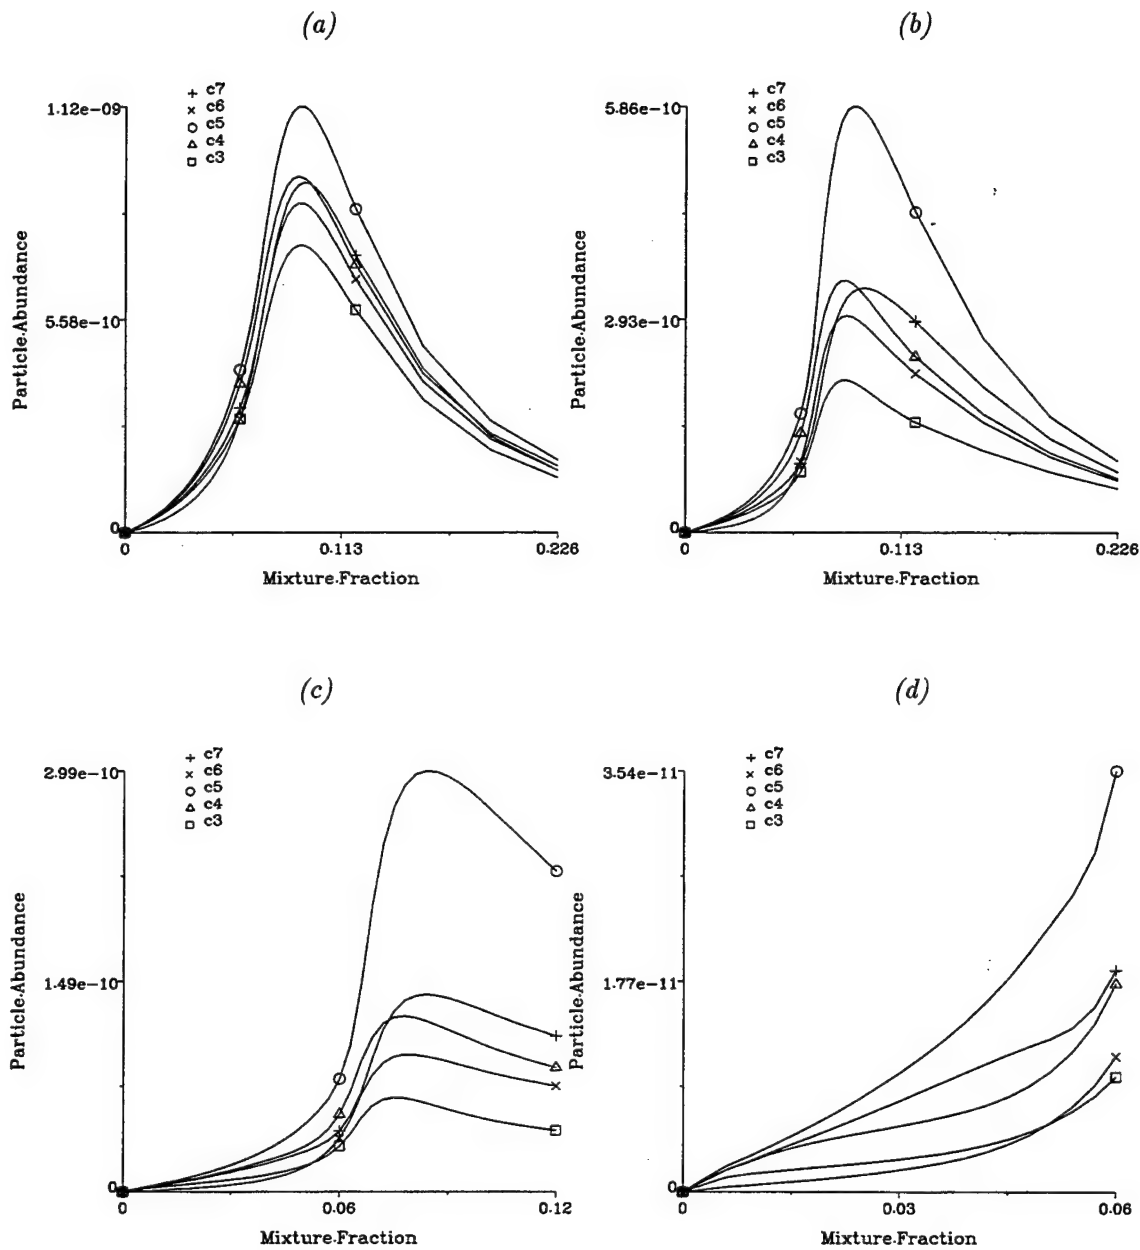 (a)
c7
c6
c5
c4
c3
1.12e-09
5.58e-10
0
0
0.113
0.226
Particle.Abundance
Mixture.Fraction
(b)
c7
c6
c5
c4
c3
5.86e-10
2.93e-10
0
0
0.113
0.226
Particle.Abundance
Mixture.Fraction
(c)
c7
c6
c5
c4
c3
2.99e-10
1.49e-10
0
0
0.06
0.12
Particle.Abundance
Mixture.Fraction
(d)
c7
c6
c5
c4
c3
3.54e-11
1.77e-11
0
0
0.03
0.06
Particle.Abundance
Mixture.Fraction